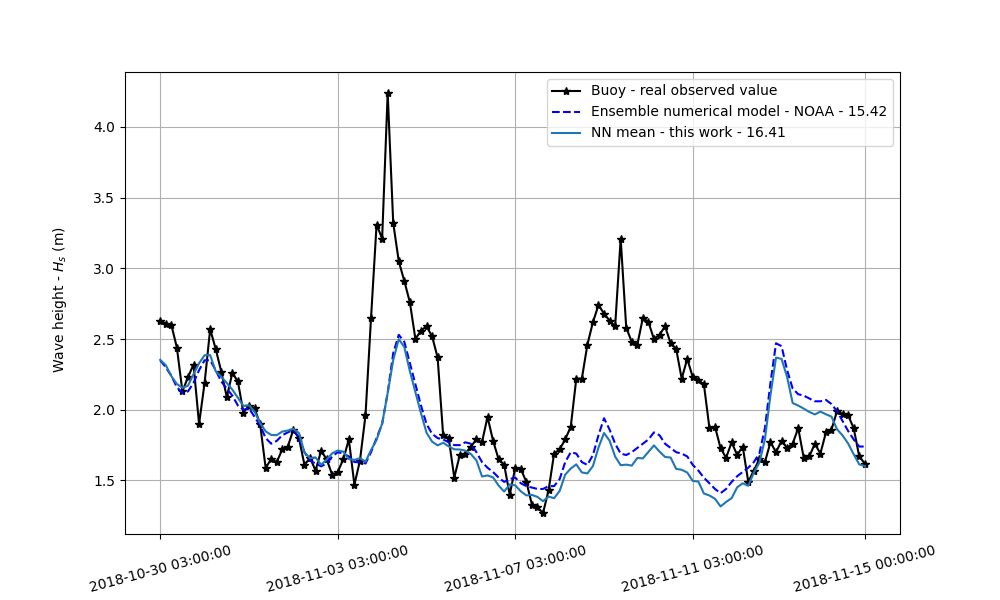 Buoy - real observed value
Ensemble numerical model - NOAA - 15.42
NN mean - this work - 16.41
Wave height - Hₛ (m)
4.0
3.5
3.0
2.5
2.0
1.5
2018-10-30 03:00:00
2018-11-03 03:00:00
2018-11-07 03:00:00
2018-11-11 03:00:00
2018-11-15 00:00:00